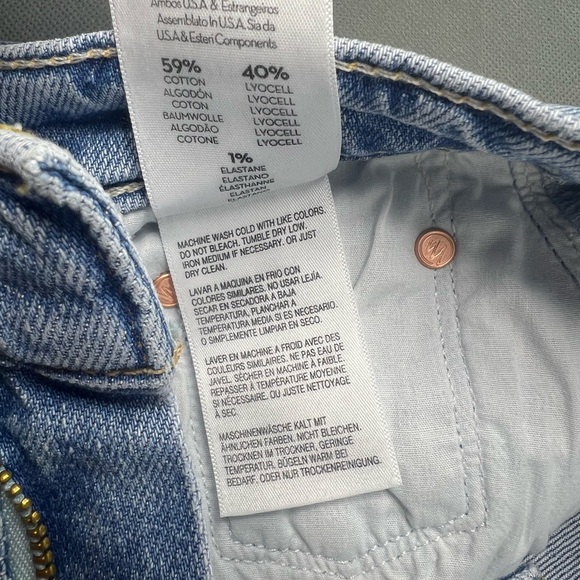 Ambos U.S.A & Estrangeiros
Assemblato In U.S.A. Sia da
U.S.A & Esteri Components
59%
COTTON
ALGODÓN
COTON
BAUMWOLLE
ALGODÃO
COTONE
40%
LYOCELL
LYOCELL
LYOCELL
LYOCELL
LYOCELL
LYOCELL
1%
ELASTANE
ELASTANO
ÉLASTHANNE
MACHINE WASH COLD WITH LIKE COLORS.
DO NOT BLEACH. TUMBLE DRY LOW.
IRON MEDIUM IF NECESSARY. OR JUST
DRY CLEAN.
LAVAR A MAQUINA EN FRIO CON
COLORES SIMILARES. NO USAR LEJÍA.
SECAR EN SECADORA A BAJA
TEMPERATURA, PLANCHAR A
TEMPERATURA MEDIA SI ES NECESARIO.
O SIMPLEMENTE LIMPIAR EN SECO.
LAVER EN MACHINE A FROID AVEC DES
COULEURS SIMILAIRES. NE PAS EAU DE
JAVEL. SÉCHER EN MACHINE À FAIBLE.
REPASSER À TEMPÉRATURE MOYENNE
SI NÉCESSAIRE. OU JUSTE NETTOYAGE
À SEC.
MASCHINENWÄSCHE KALT MIT
ÄHNLICHEN FARBEN. NICHT BLEICHEN.
TROCKNEN IM TROCKNER, GERINGE
TEMPERATUR, BÜGELN WARM BEI
BEDARF. ODER NUR TROCKENREINIGUNG.